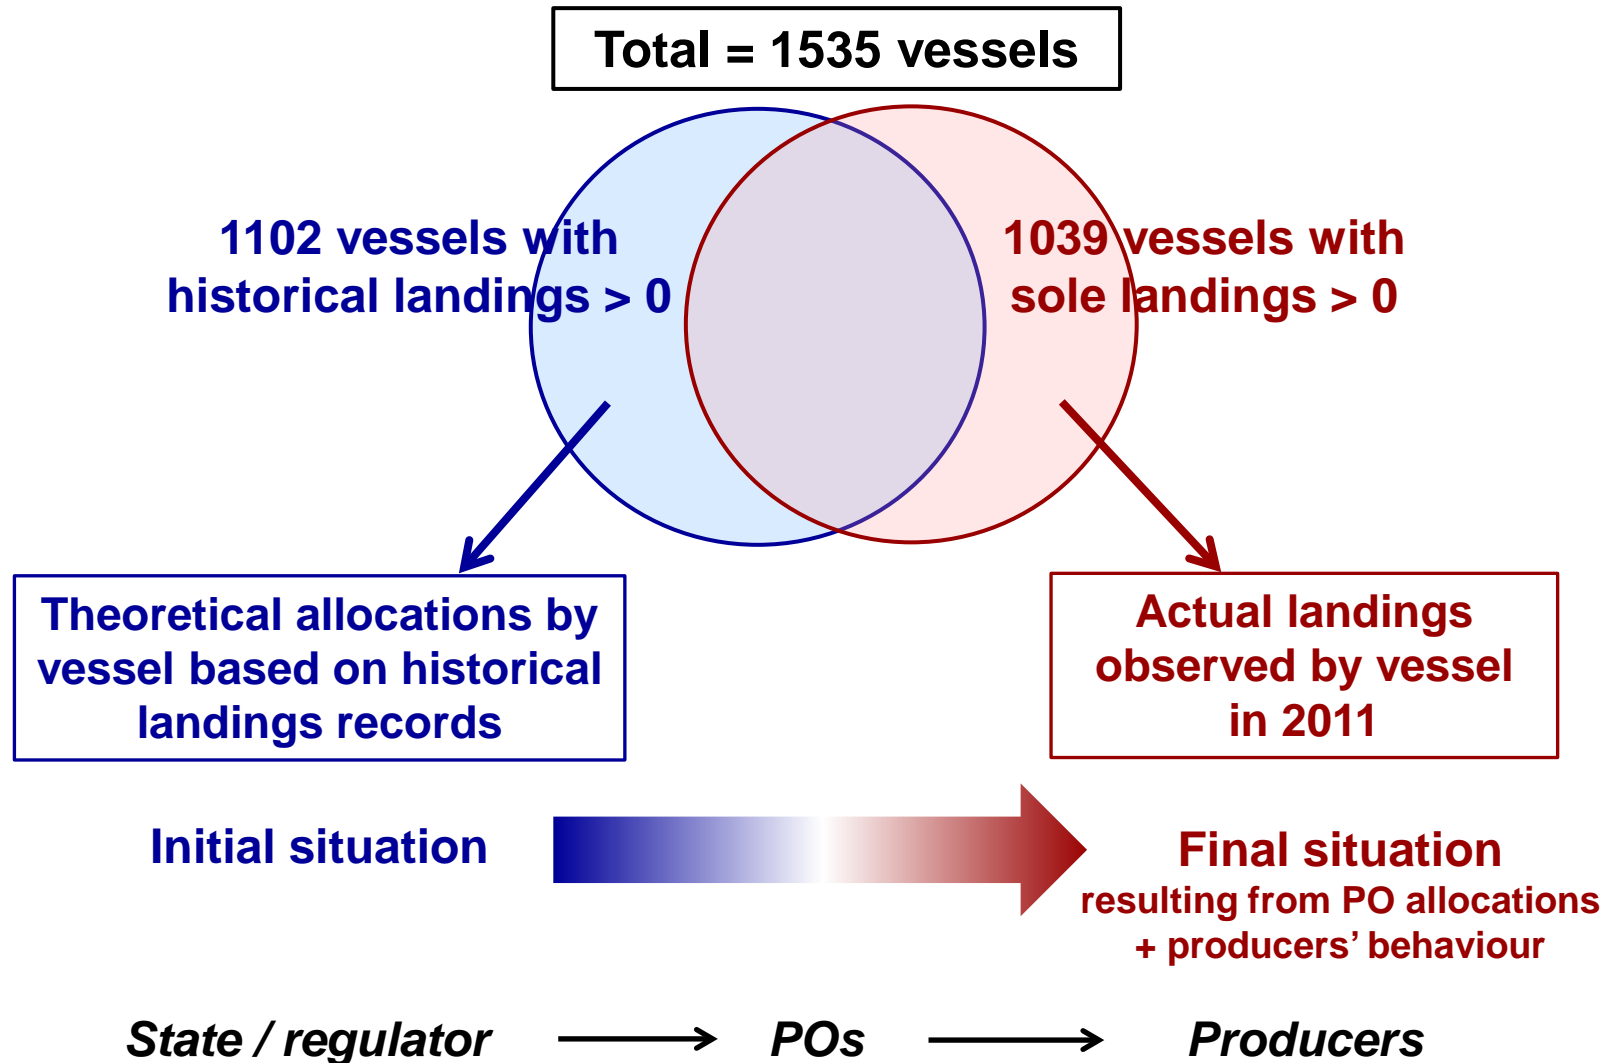 Total = 1535 vessels
1102 vessels with
historical landings > 0
1039 vessels with
sole landings > 0
Theoretical allocations by
vessel based on historical
landings records
Actual landings
observed by vessel
in 2011
Initial situation
Final situation
resulting from PO allocations
+ producers’ behaviour
State / regulator
POs
Producers